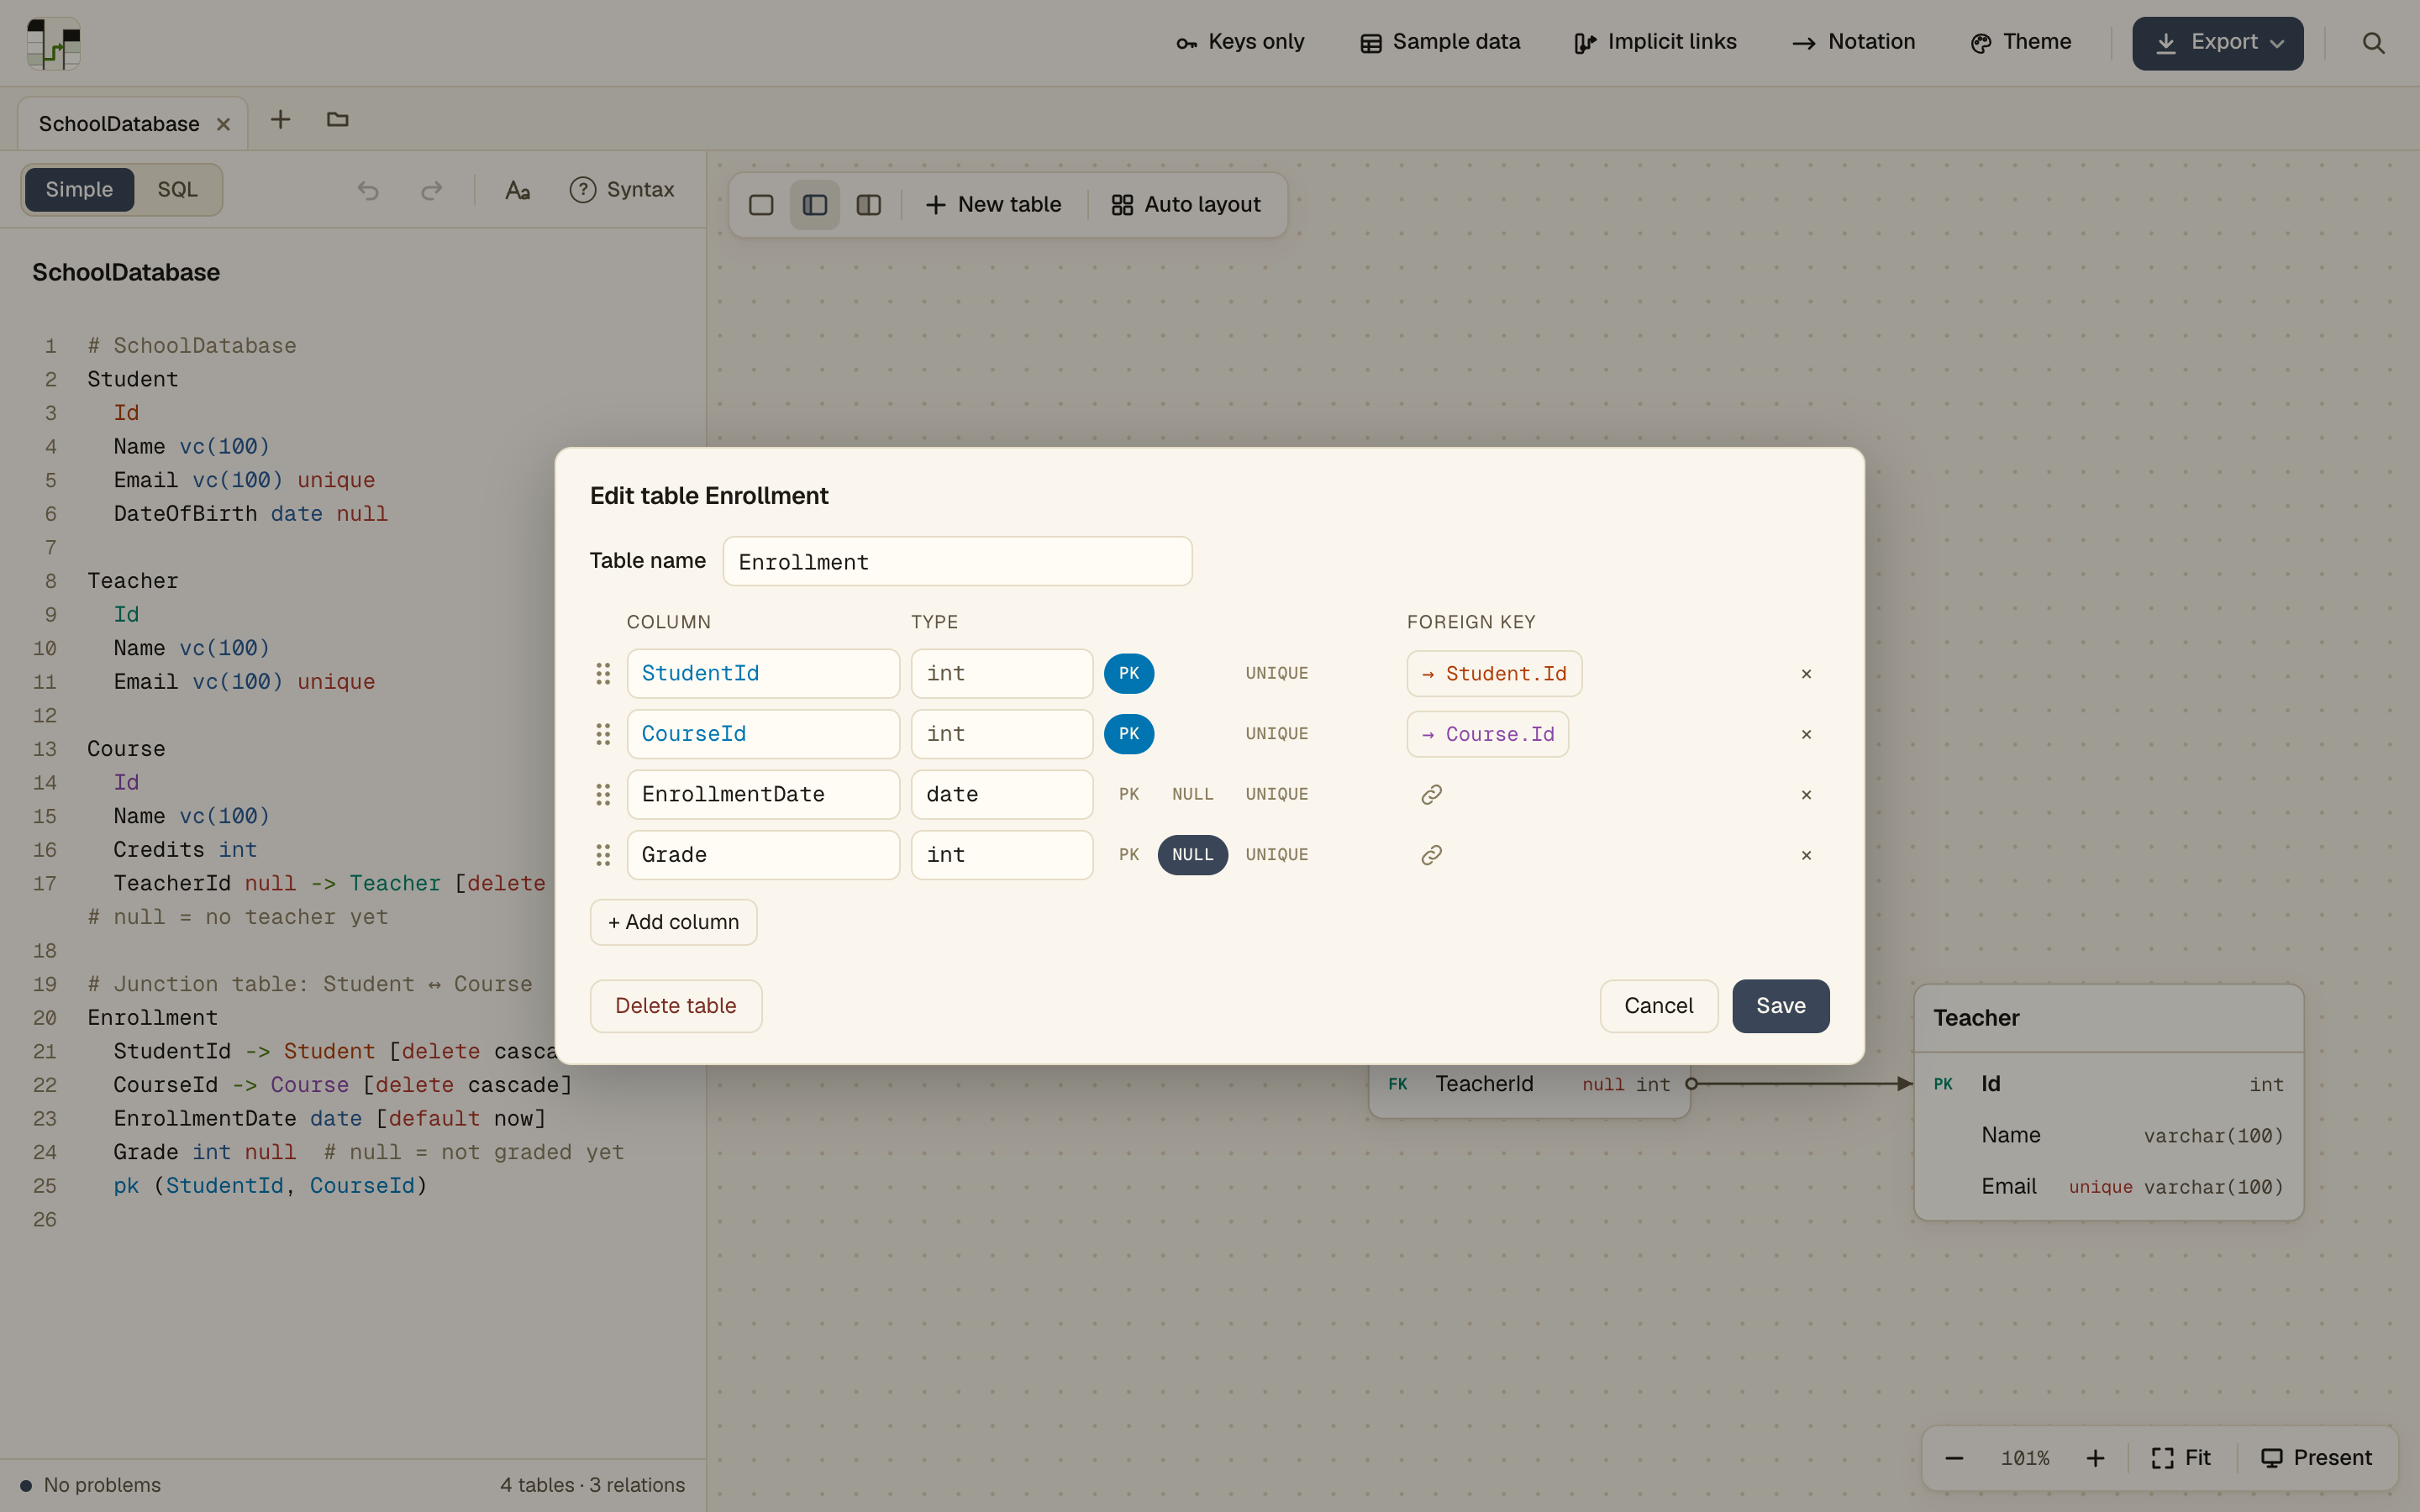 Keys only
Sample data
Implicit links
Notation
Theme
Export
SchoolDatabase
Simple
SQL
Aa
? Syntax
+ New table
Auto layout
SchoolDatabase
1 # SchoolDatabase
2 Student
3 Id
4 Name vc(100)
5 Email vc(100) unique
6 DateOfBirth date null
7
8 Teacher
9 Id
10 Name vc(100)
11 Email vc(100) unique
12
13 Course
14 Id
15 Name vc(100)
16 Credits int
17 TeacherId null -> Teacher [delete
# null = no teacher yet
18
19 # Junction table: Student ↔ Course
20 Enrollment
21 StudentId -> Student [delete casca
22 CourseId -> Course [delete cascade]
23 EnrollmentDate date [default now]
24 Grade int null # null = not graded yet
25 pk (StudentId, CourseId)
26
Edit table Enrollment
Table name Enrollment
COLUMN TYPE FOREIGN KEY
StudentId int PK UNIQUE → Student.Id ×
CourseId int PK UNIQUE → Course.Id ×
EnrollmentDate date PK NULL UNIQUE ×
Grade int PK NULL UNIQUE ×
+ Add column
Delete table
Cancel
Save
FK TeacherId null int
Teacher
PK Id int
Name varchar(100)
Email unique varchar(100)
No problems
4 tables · 3 relations
− 101% +
Fit
Present